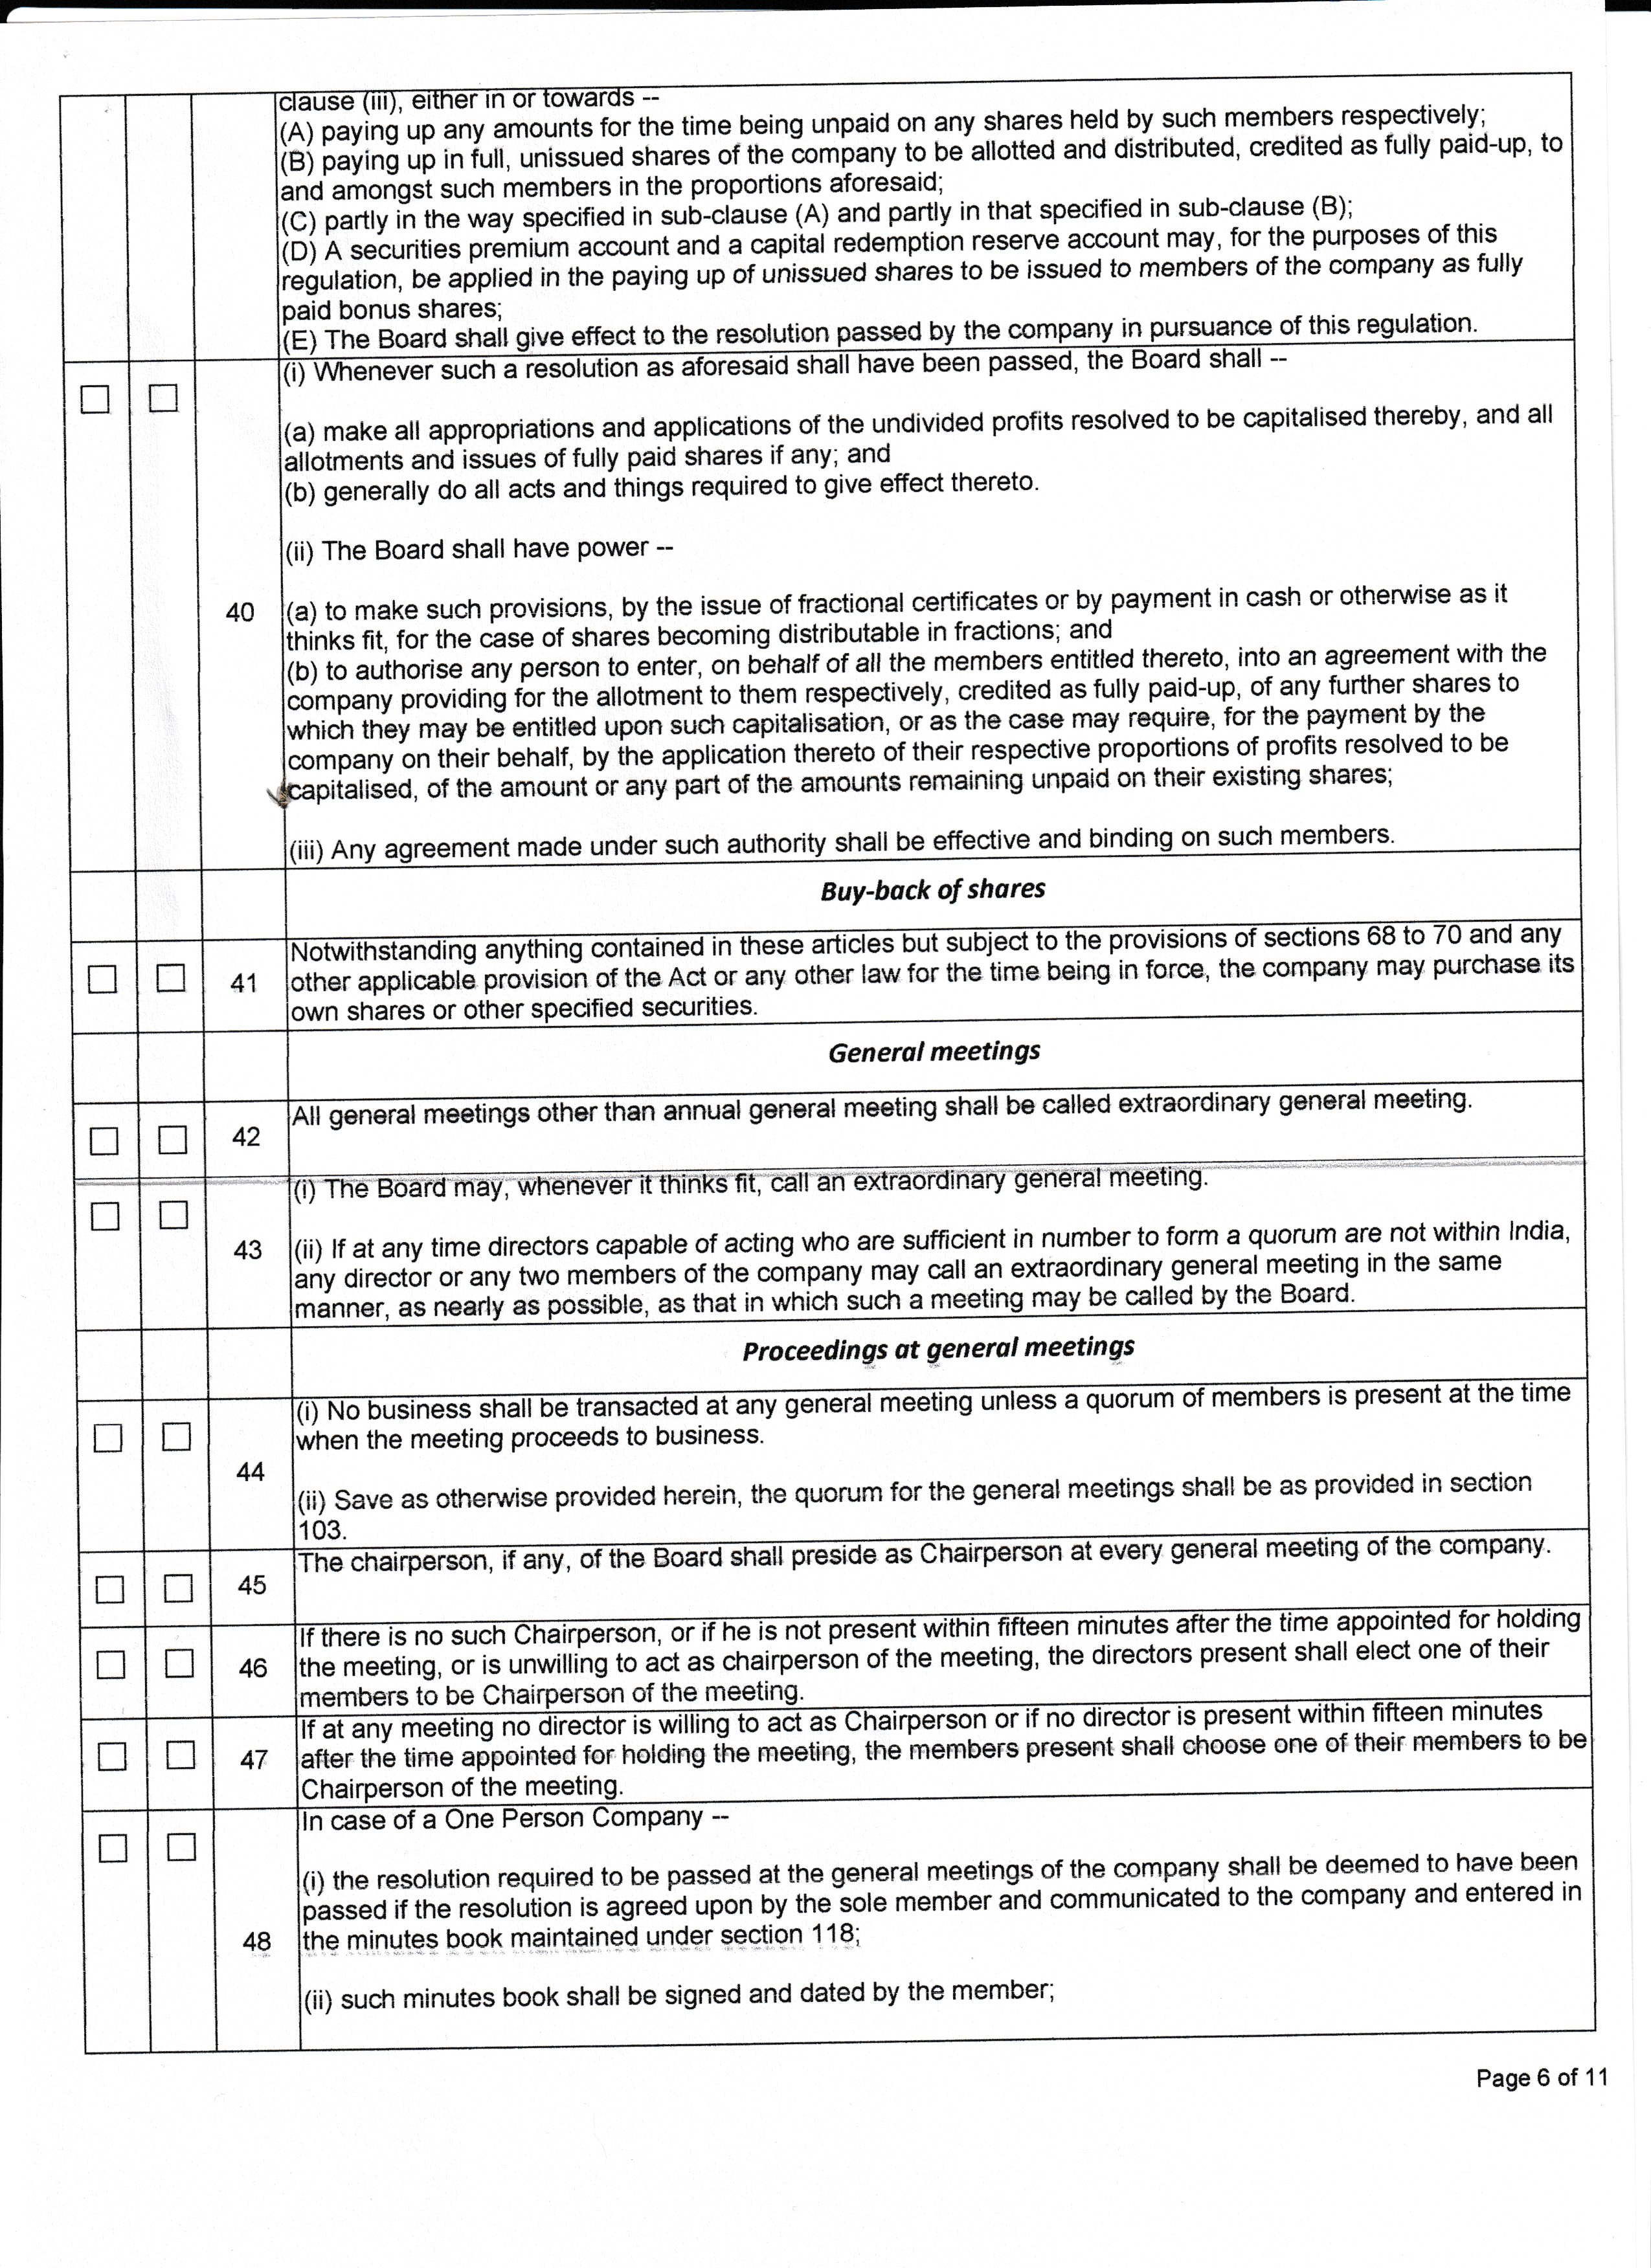 clause (iii), either in or towards --
(A) paying up any amounts for the time being unpaid on any shares held by such members respectively;
(B) paying up in full, unissued shares of the company to be allotted and distributed, credited as fully paid-up, to
and amongst such members in the proportions aforesaid;
(C) partly in the way specified in sub-clause (A) and partly in that specified in sub-clause (B);
(D) A securities premium account and a capital redemption reserve account may, for the purposes of this
regulation, be applied in the paying up of unissued shares to be issued to members of the company as fully
paid bonus shares;
(E) The Board shall give effect to the resolution passed by the company in pursuance of this regulation.
(i) Whenever such a resolution as aforesaid shall have been passed, the Board shall --
(a) make all appropriations and applications of the undivided profits resolved to be capitalised thereby, and all
allotments and issues of fully paid shares if any; and
(b) generally do all acts and things required to give effect thereto.
(ii) The Board shall have power --
40 (a) to make such provisions, by the issue of fractional certificates or by payment in cash or otherwise as it
thinks fit, for the case of shares becoming distributable in fractions; and
(b) to authorise any person to enter, on behalf of all the members entitled thereto, into an agreement with the
company providing for the allotment to them respectively, credited as fully paid-up, of any further shares to
which they may be entitled upon such capitalisation, or as the case may require, for the payment by the
company on their behalf, by the application thereto of their respective proportions of profits resolved to be
capitalised, of the amount or any part of the amounts remaining unpaid on their existing shares;
(iii) Any agreement made under such authority shall be effective and binding on such members.
Buy-back of shares
Notwithstanding anything contained in these articles but subject to the provisions of sections 68 to 70 and any
41 other applicable provision of the Act or any other law for the time being in force, the company may purchase its
own shares or other specified securities.
General meetings
All general meetings other than annual general meeting shall be called extraordinary general meeting.
42
(i) The Board may, whenever it thinks fit, call an extraordinary general meeting.
43 (ii) If at any time directors capable of acting who are sufficient in number to form a quorum are not within India,
any director or any two members of the company may call an extraordinary general meeting in the same
manner, as nearly as possible, as that in which such a meeting may be called by the Board.
Proceedings at general meetings
(i) No business shall be transacted at any general meeting unless a quorum of members is present at the time
when the meeting proceeds to business.
44
(ii) Save as otherwise provided herein, the quorum for the general meetings shall be as provided in section
103.
The chairperson, if any, of the Board shall preside as Chairperson at every general meeting of the company.
45
If there is no such Chairperson, or if he is not present within fifteen minutes after the time appointed for holding
46 the meeting, or is unwilling to act as chairperson of the meeting, the directors present shall elect one of their
members to be Chairperson of the meeting.
If at any meeting no director is willing to act as Chairperson or if no director is present within fifteen minutes
47 after the time appointed for holding the meeting, the members present shall choose one of their members to be
Chairperson of the meeting.
In case of a One Person Company --
(i) the resolution required to be passed at the general meetings of the company shall be deemed to have been
passed if the resolution is agreed upon by the sole member and communicated to the company and entered in
48 the minutes book maintained under section 118;
(ii) such minutes book shall be signed and dated by the member;
Page 6 of 11